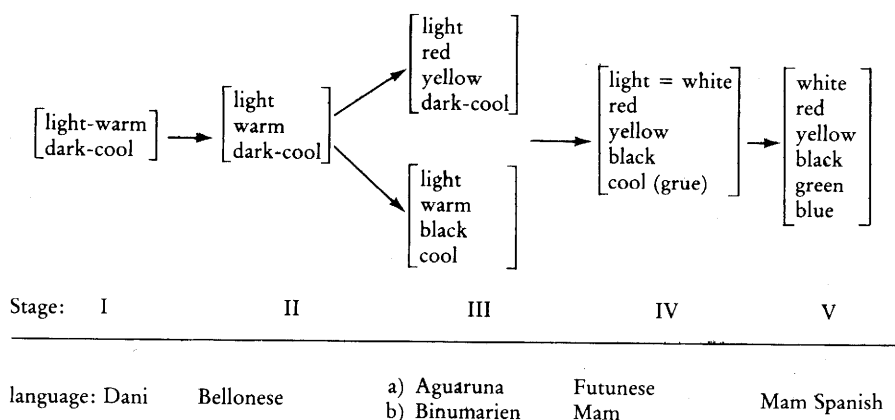 light-warm
dark-cool
light
warm
dark-cool
light
red
yellow
dark-cool
light
warm
black
cool
light = white
red
yellow
black
cool (grue)
white
red
yellow
black
green
blue
Stage: I II III IV V
language: Dani Bellonese a) Aguaruna Futunese Mam Spanish
b) Binumarien Mam